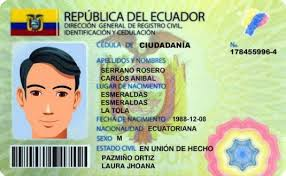 REPÚBLICA DEL ECUADOR
DIRECCIÓN GENERAL DE REGISTRO CIVIL,
IDENTIFICACIÓN Y CEDULACIÓN
CÉDULA DE CIUDADANÍA
No. 178455996-4
APELLIDOS Y NOMBRES
SERRANO ROSERO
CARLOS ANIBAL
LUGAR DE NACIMIENTO
ESMERALDAS
ESMERALDAS
LA TOLA
FECHA DE NACIMIENTO 1988-12-08
NACIONALIDAD ECUATORIANA
SEXO M
ESTADO CIVIL EN UNIÓN DE HECHO
PAZMIÑO ORTIZ
LAURA JHOANA